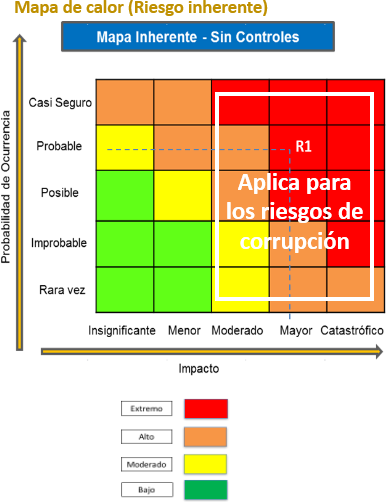 Mapa de calor (Riesgo inherente)
Mapa Inherente - Sin Controles
Probabilidad de Ocurrencia
Casi Seguro
Probable
R1
Posible
Aplica para
los riesgos de
corrupción
Improbable
Rara vez
Insignificante Menor Moderado Mayor Catastrófico
Impacto
Extremo
Alto
Moderado
Bajo